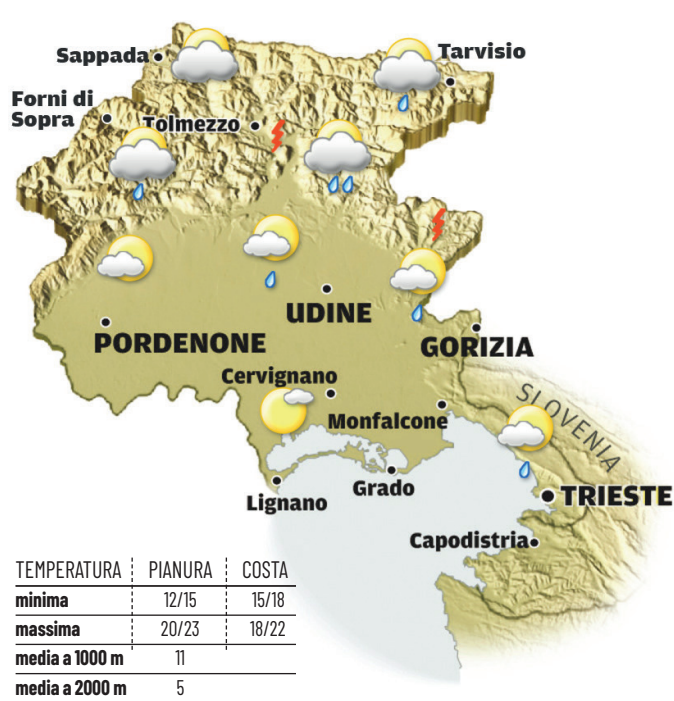 Sappada
Tarvisio
Forni di
Sopra
Tolmezzo
UDINE
PORDENONE
GORIZIA
Cervignano
SLOVENIA
Monfalcone
Grado
Lignano
TRIESTE
Capodistria
TEMPERATURA PIANURA COSTA
minima 12/15 15/18
massima 20/23 18/22
media a 1000 m 11
media a 2000 m 5